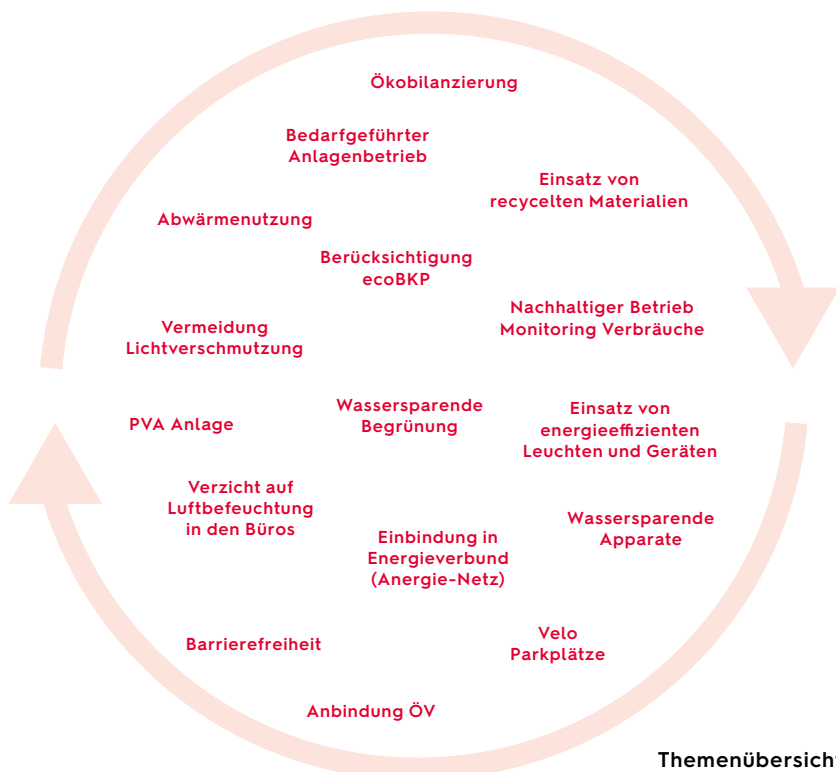 Ökobilanzierung
Bedarfgeführter
Anlagenbetrieb
Einsatz von
recycelten Materialien
Abwärmenutzung
Berücksichtigung
ecoBKP
Nachhaltiger Betrieb
Monitoring Verbräuche
Vermeidung
Lichtverschmutzung
Wassersparende
Begrünung
Einsatz von
energieeffizienten
Leuchten und Geräten
PVA Anlage
Verzicht auf
Luftbefeuchtung
in den Büros
Wassersparende
Apparate
Einbindung in
Energieverbund
(Anergie-Netz)
Barrierefreiheit
Velo
Parkplätze
Anbindung ÖV
Themenübersicht